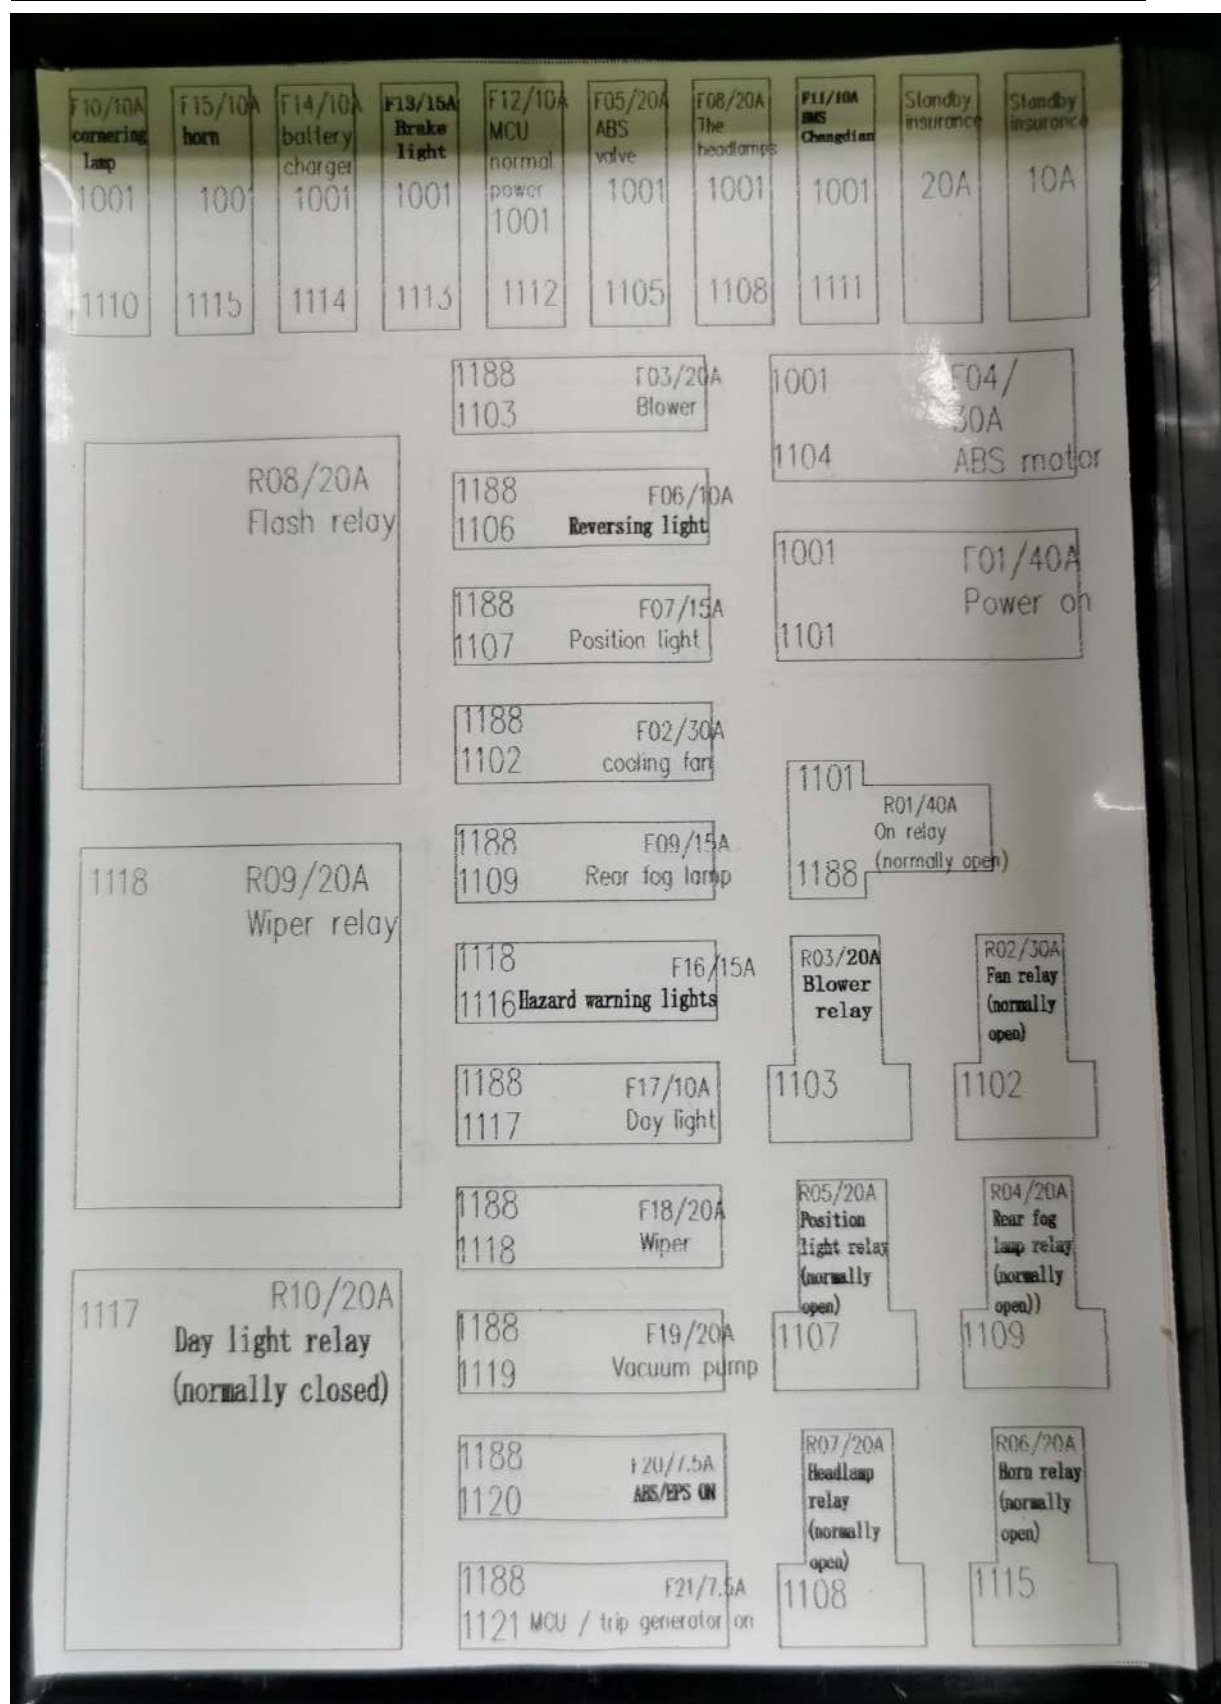 F10/10A
cornering
lamp
1001
1110
F15/10A
horn
1001
1115
F14/10A
battery
charger
1001
1114
F13/15A
Brake
light
1001
1113
F12/10A
MCU
normal
power
1001
1112
F05/20A
ABS
valve
1001
1105
F08/20A
The
headlamps
1001
1108
F11/10A
BMS
Changdian
1001
1111
Standby
insurance
20A
Standby
insurance
10A
1188 F03/20A
1103 Blower
1001 F04/
30A
1104 ABS motor
R08/20A
Flash relay
1188 F06/10A
1106 Reversing light
1001 F01/40A
Power on
1101
1188 F07/15A
1107 Position light
1188 F02/30A
1102 cooling fan
1101
R01/40A
On relay
(normally open)
1188
1188 F09/15A
1109 Rear fog lamp
1118 R09/20A
Wiper relay
1118 F16/15A
1116 Hazard warning lights
R03/20A
Blower
relay
1103
R02/30A
Fan relay
(normally
open)
1102
1188 F17/10A
1117 Day light
1188 F18/20A
1118 Wiper
R05/20A
Position
light relay
(normally
open)
1107
R04/20A
Rear fog
lamp relay
(normally
open))
1109
1117 R10/20A
Day light relay
(normally closed)
1188 F19/20A
1119 Vacuum pump
1188 F20/7.5A
1120 ABS/EPS ON
R07/20A
Headlamp
relay
(normally
open)
1108
R06/20A
Horn relay
(normally
open)
1115
1188 F21/7.5A
1121 MCU / trip generator on